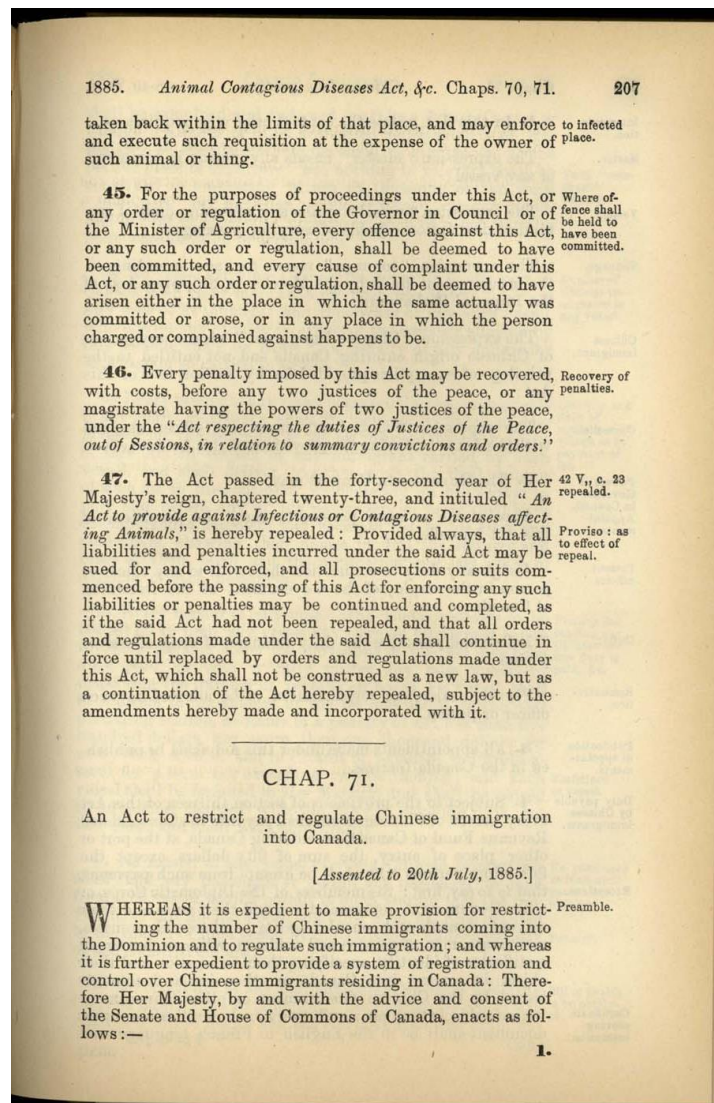 1885. Animal Contagious Diseases Act, &c. Chaps. 70, 71. 207
taken back within the limits of that place, and may enforce
and execute such requisition at the expense of the owner of
such animal or thing.
to infected
place.
45. For the purposes of proceedings under this Act, or
any order or regulation of the Governor in Council or of
the Minister of Agriculture, every offence against this Act,
or any such order or regulation, shall be deemed to have
been committed, and every cause of complaint under this
Act, or any such order or regulation, shall be deemed to have
arisen either in the place in which the same actually was
committed or arose, or in any place in which the person
charged or complained against happens to be.
Where of-
fence shall
be held to
have been
committed.
46. Every penalty imposed by this Act may be recovered,
with costs, before any two justices of the peace, or any
magistrate having the powers of two justices of the peace,
under the "Act respecting the duties of Justices of the Peace,
out of Sessions, in relation to summary convictions and orders."
Recovery of
penalties.
47. The Act passed in the forty-second year of Her
Majesty's reign, chaptered twenty-three, and intituled " An
Act to provide against Infectious or Contagious Diseases affect-
ing Animals," is hereby repealed : Provided always, that all
liabilities and penalties incurred under the said Act may be
sued for and enforced, and all prosecutions or suits com-
menced before the passing of this Act for enforcing any such
liabilities or penalties may be continued and completed, as
if the said Act had not been repealed, and that all orders
and regulations made under the said Act shall continue in
force until replaced by orders and regulations made under
this Act, which shall not be construed as a new law, but as
a continuation of the Act hereby repealed, subject to the
amendments hereby made and incorporated with it.
42 V,, c. 23
repealed.
Proviso : as
to effect of
repeal.
CHAP. 71.
An Act to restrict and regulate Chinese immigration
into Canada.
[Assented to 20th July, 1885.]
WHEREAS it is expedient to make provision for restrict-
ing the number of Chinese immigrants coming into
the Dominion and to regulate such immigration ; and whereas
it is further expedient to provide a system of registration and
control over Chinese immigrants residing in Canada : There-
fore Her Majesty, by and with the advice and consent of
the Senate and House of Commons of Canada, enacts as fol-
lows :—
Preamble.
1.